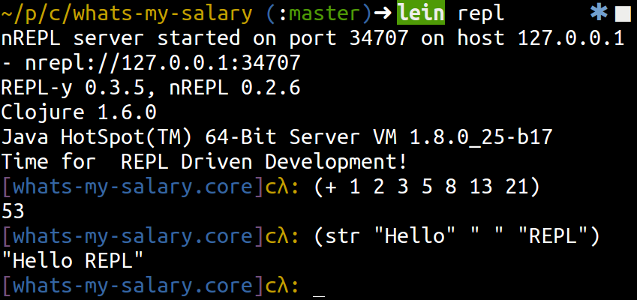 ~/p/c/whats-my-salary (:master)➜ lein repl ✱ ■
nREPL server started on port 34707 on host 127.0.0.1
- nrepl://127.0.0.1:34707
REPL-y 0.3.5, nREPL 0.2.6
Clojure 1.6.0
Java HotSpot(TM) 64-Bit Server VM 1.8.0_25-b17
Time for  REPL Driven Development!
[whats-my-salary.core]cλ: (+ 1 2 3 5 8 13 21)
53
[whats-my-salary.core]cλ: (str "Hello" " " "REPL")
"Hello REPL"
[whats-my-salary.core]cλ: _